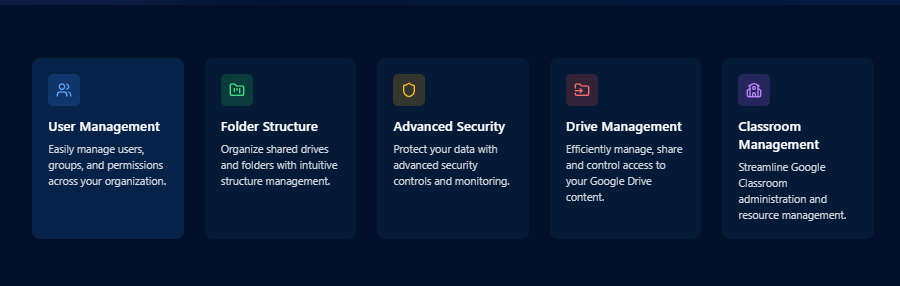 User Management
Easily manage users,
groups, and permissions
across your organization.
Folder Structure
Organize shared drives
and folders with intuitive
structure management.
Advanced Security
Protect your data with
advanced security
controls and monitoring.
Drive Management
Efficiently manage, share
and control access to
your Google Drive
content.
Classroom
Management
Streamline Google
Classroom
administration and
resource management.